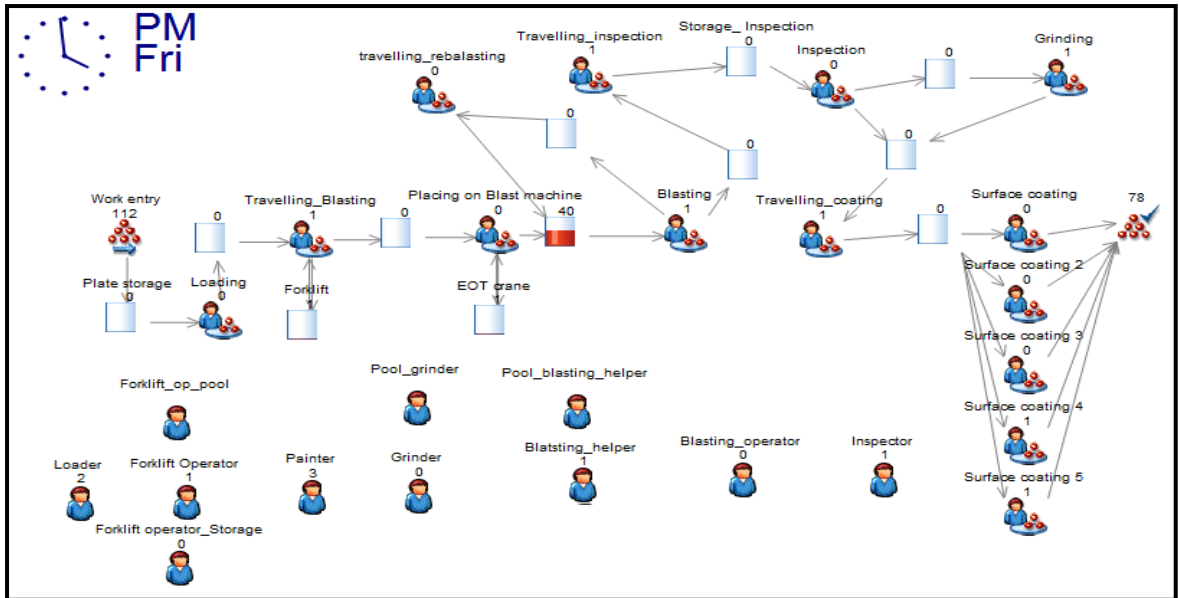 PM
Fri
travelling_rebalasting
0
Travelling_inspection
1
Storage_ Inspection
0
Inspection
0
0
Grinding
1
0
0
0
Work entry
112
0
Travelling_Blasting
1
0
Placing on Blast machine
0
40
Blasting
1
Travelling_coating
1
0
Surface coating
0
78
Plate storage
0
Loading
0
Forklift
1
EOT crane
1
Surface coating 2
0
Surface coating 3
0
Surface coating 4
1
Surface coating 5
1
Forklift_op_pool
Pool_grinder
Pool_blasting_helper
Loader
2
Forklift Operator
1
Painter
3
Grinder
0
Blatsting_helper
1
Blasting_operator
0
Inspector
1
Forklift operator_Storage
0